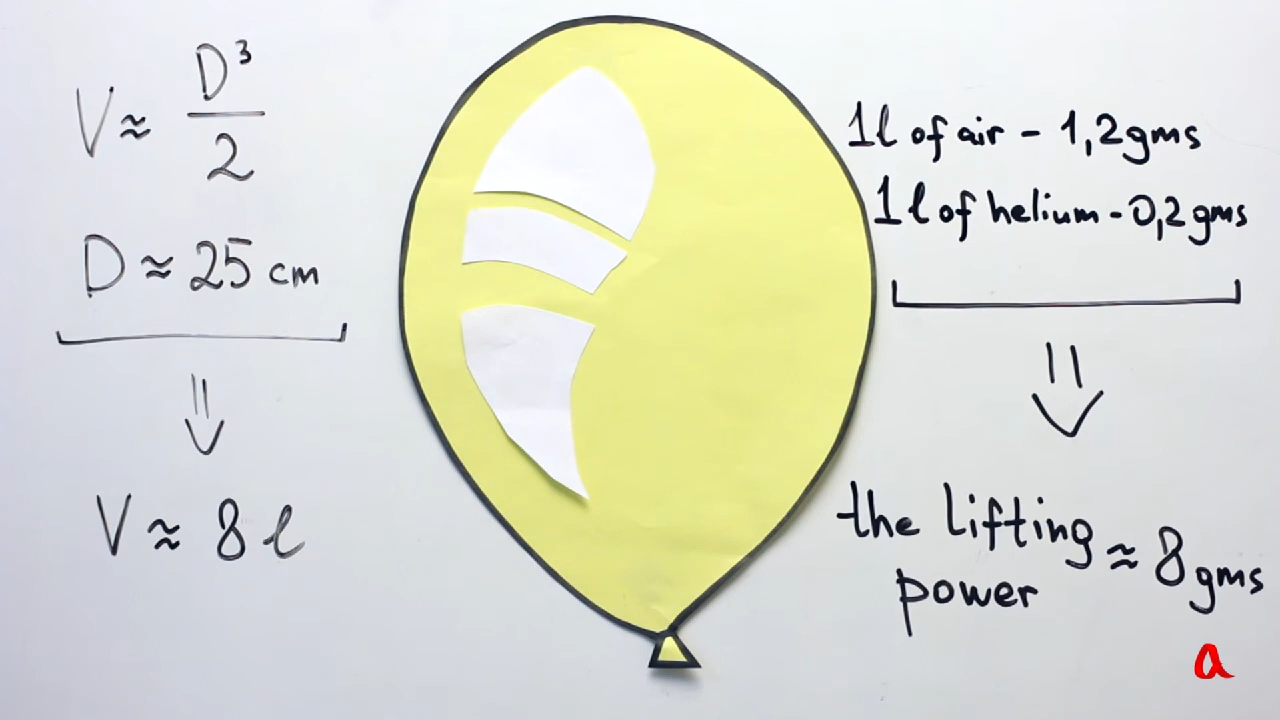 V ≈ D³/2
D ≈ 25 cm
⇓
V ≈ 8 l
1l of air - 1,2gms
1l of helium - 0,2gms
⇓
the lifting
power ≈ 8gms
a